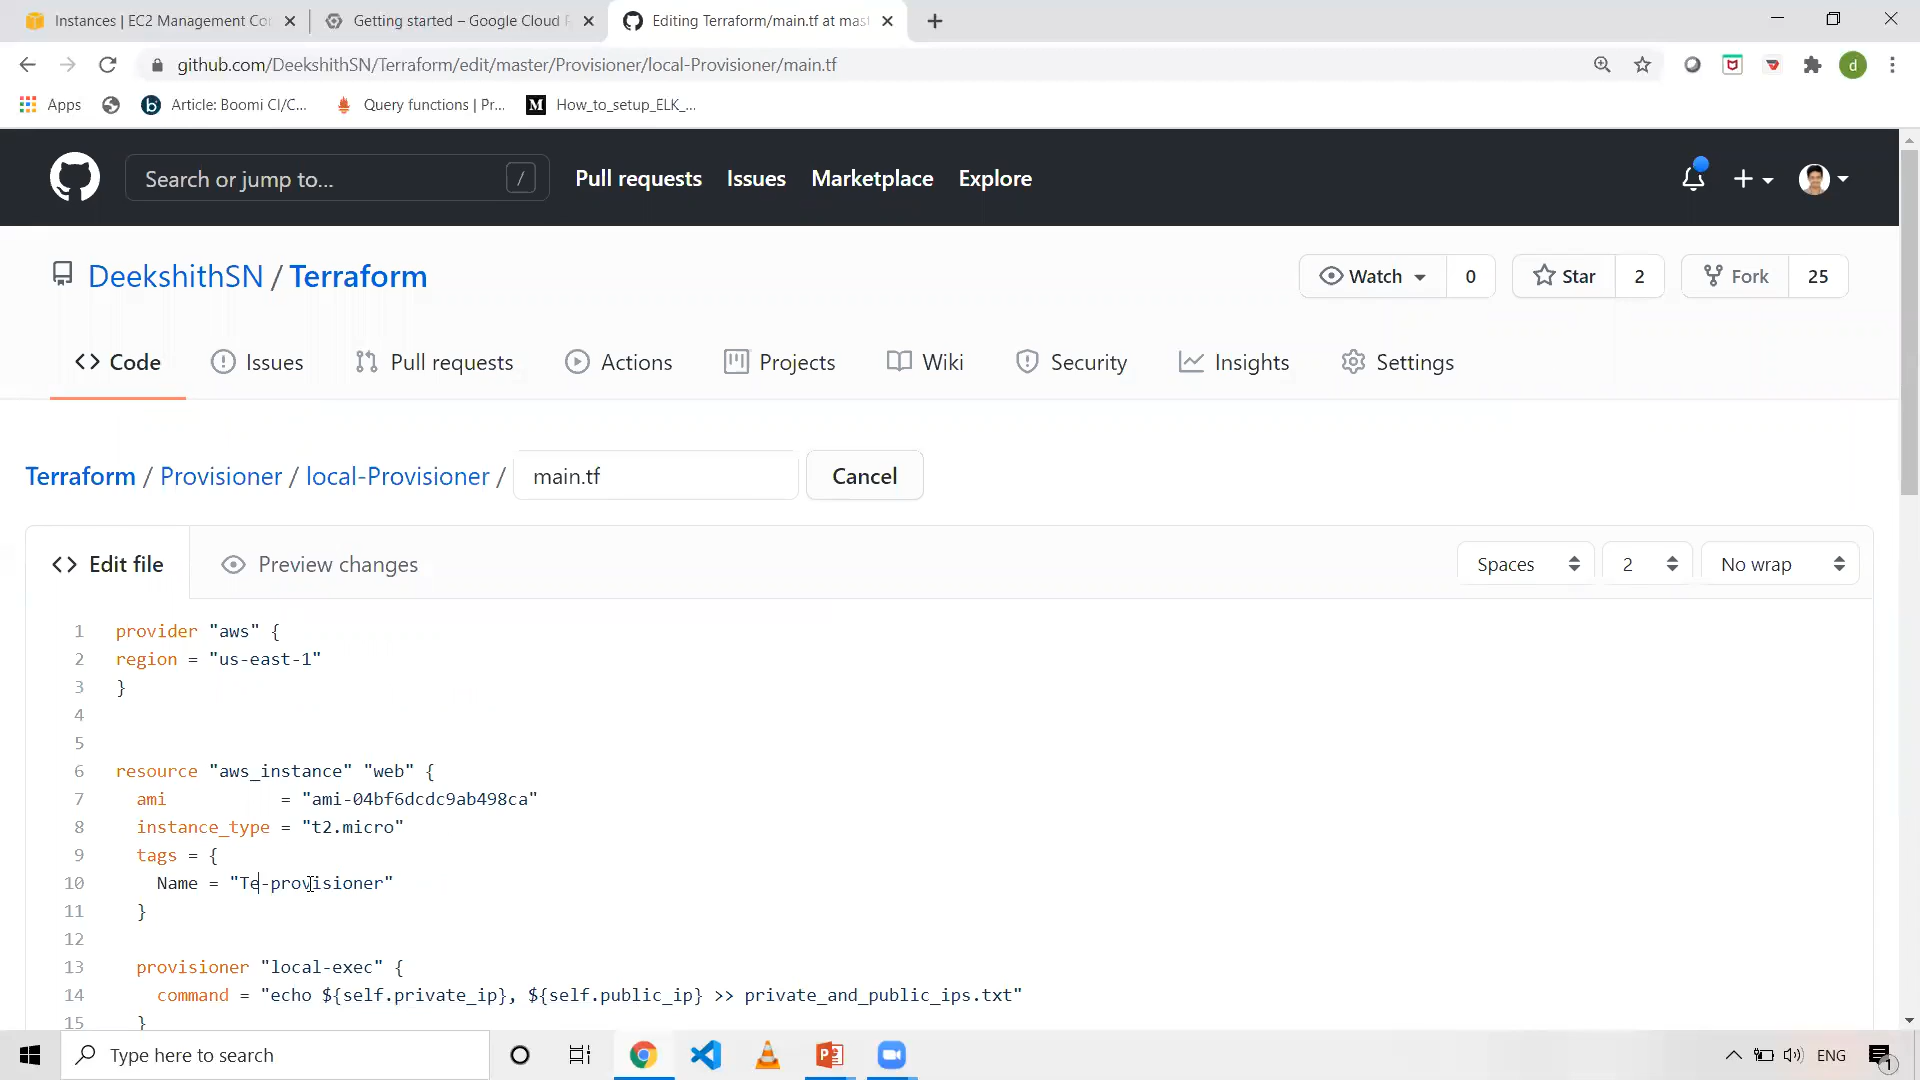 Instances | EC2 Management Co
Getting started – Google Cloud P
Editing Terraform/main.tf at mast
github.com/DeekshithSN/Terraform/edit/master/Provisioner/local-Provisioner/main.tf
d
Apps
b Article: Boomi CI/C...
Query functions | Pr...
M How_to_setup_ELK_...
Search or jump to...
/
Pull requests
Issues
Marketplace
Explore
DeekshithSN / Terraform
Watch 0
Star 2
Fork 25
Code
Issues
Pull requests
Actions
Projects
Wiki
Security
Insights
Settings
Terraform / Provisioner / local-Provisioner / main.tf
Cancel
Edit file
Preview changes
Spaces
2
No wrap
1 provider "aws" {
2 region = "us-east-1"
3 }
4
5
6 resource "aws_instance" "web" {
7 ami = "ami-04bf6dcdc9ab498ca"
8 instance_type = "t2.micro"
9 tags = {
10 Name = "Te-provisioner"
11 }
12
13 provisioner "local-exec" {
14 command = "echo ${self.private_ip}, ${self.public_ip} >> private_and_public_ips.txt"
15 }
Type here to search
ENG
1